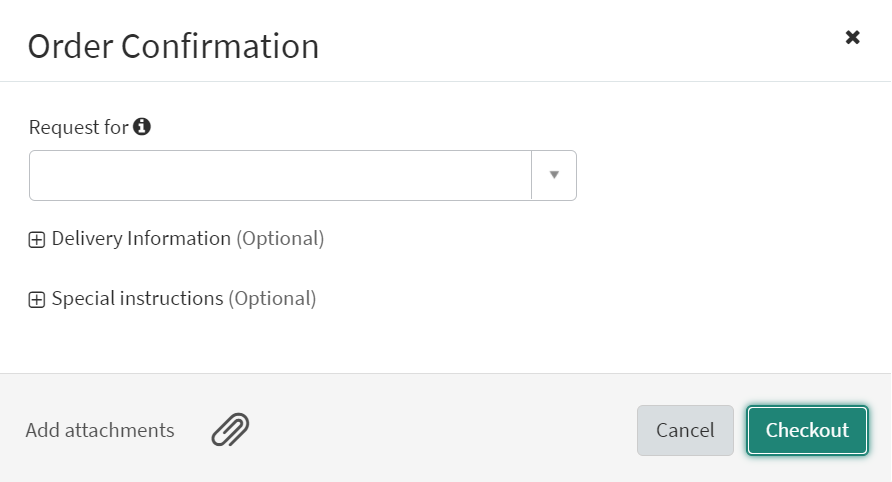 Order Confirmation
Request for
Delivery Information (Optional)
Special instructions (Optional)
Add attachments
Cancel
Checkout